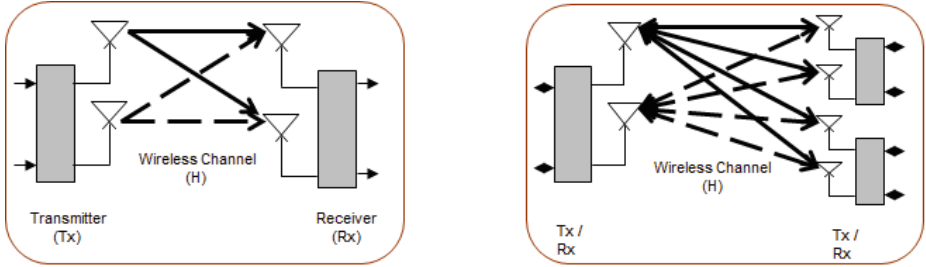 Wireless Channel
(H)
Transmitter
(Tx)
Receiver
(Rx)
Wireless Channel
(H)
Tx /
Rx
Tx /
Rx